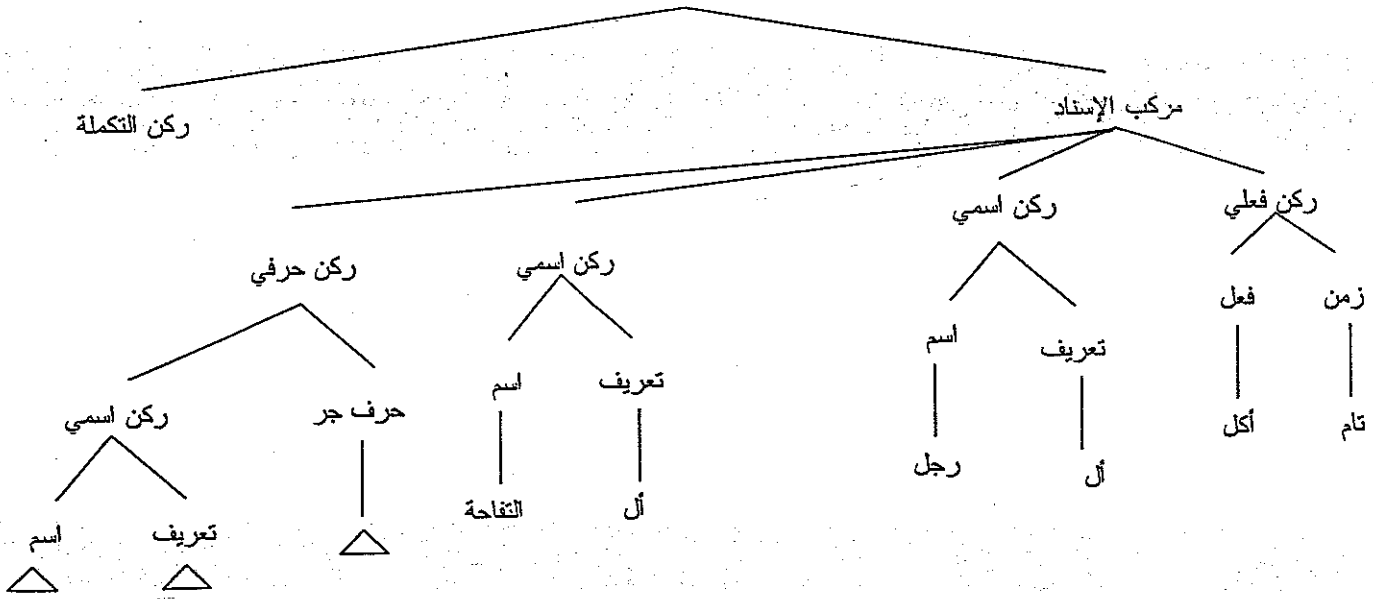 مركب الإسناد ركن التكملة
ركن فعلي ركن اسمي ركن اسمي ركن حرفي
زمن فعل تعريف اسم تعريف اسم حرف جر ركن اسمي
تام أكل أل رجل أل التفاحة
تعريف اسم